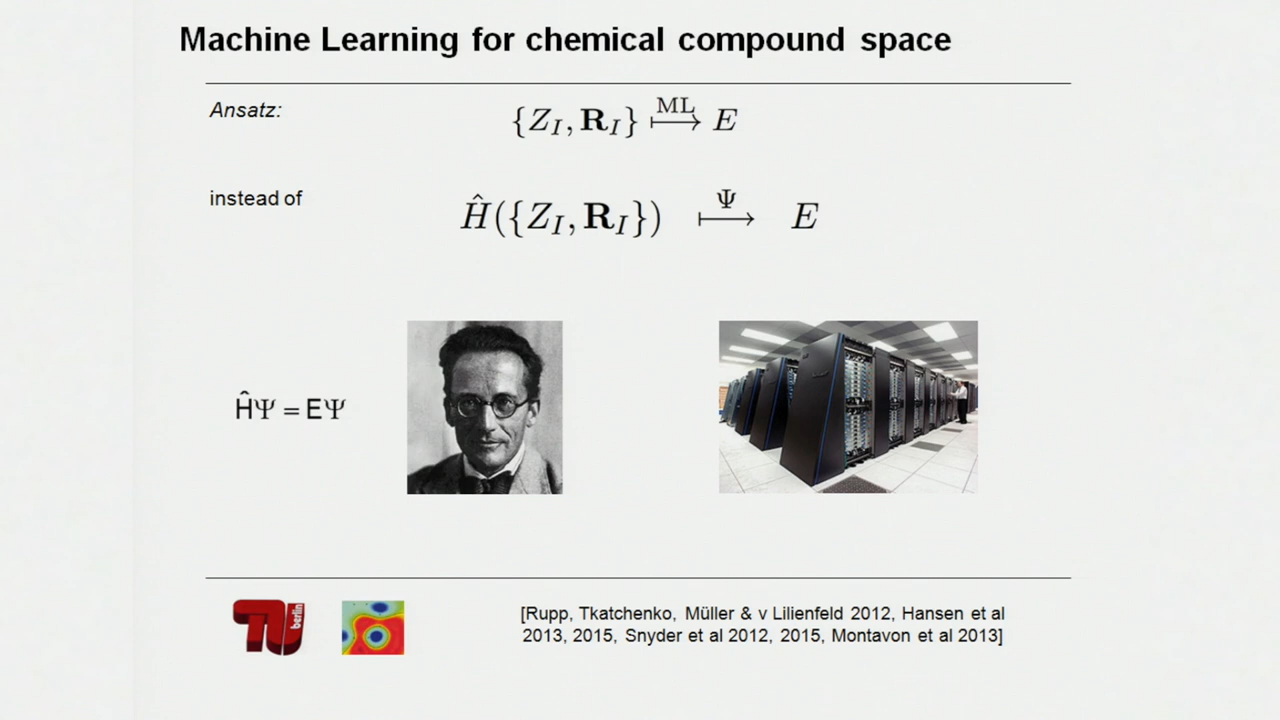 Machine Learning for chemical compound space
Ansatz:
{Z_I, R_I} ML⟼ E
instead of
Ĥ({Z_I, R_I}) Ψ⟼ E
ĤΨ = EΨ
TU berlin
[Rupp, Tkatchenko, Müller & v Lilienfeld 2012, Hansen et al
2013, 2015, Snyder et al 2012, 2015, Montavon et al 2013]